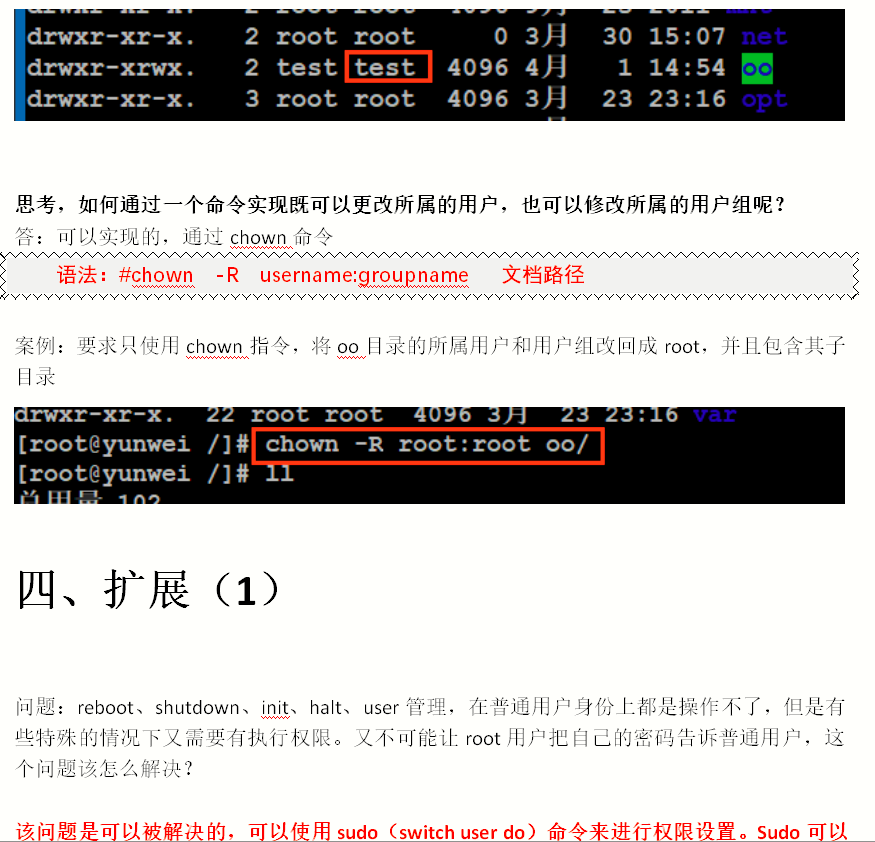 drwxr-xr-x. 2 root root 0 3月 30 15:07 net
drwxr-xrwx. 2 test test 4096 4月 1 14:54 oo
drwxr-xr-x. 3 root root 4096 3月 23 23:16 opt
思考，如何通过一个命令实现既可以更改所属的用户，也可以修改所属的用户组呢？
答：可以实现的，通过 chown 命令
语法：#chown -R username:groupname 文档路径
案例：要求只使用 chown 指令，将 oo 目录的所属用户和用户组改回成 root，并且包含其子
目录
drwxr-xr-x. 22 root root 4096 3月 23 23:16 var
[root@yunwei /]# chown -R root:root oo/
[root@yunwei /]# ll
总用量 102
四、扩展（1）
问题：reboot、shutdown、init、halt、user 管理，在普通用户身份上都是操作不了，但是有
些特殊的情况下又需要有执行权限。又不可能让 root 用户把自己的密码告诉普通用户，这
个问题该怎么解决？
该问题是可以被解决的，可以使用 sudo（switch user do）命令来进行权限设置。Sudo 可以